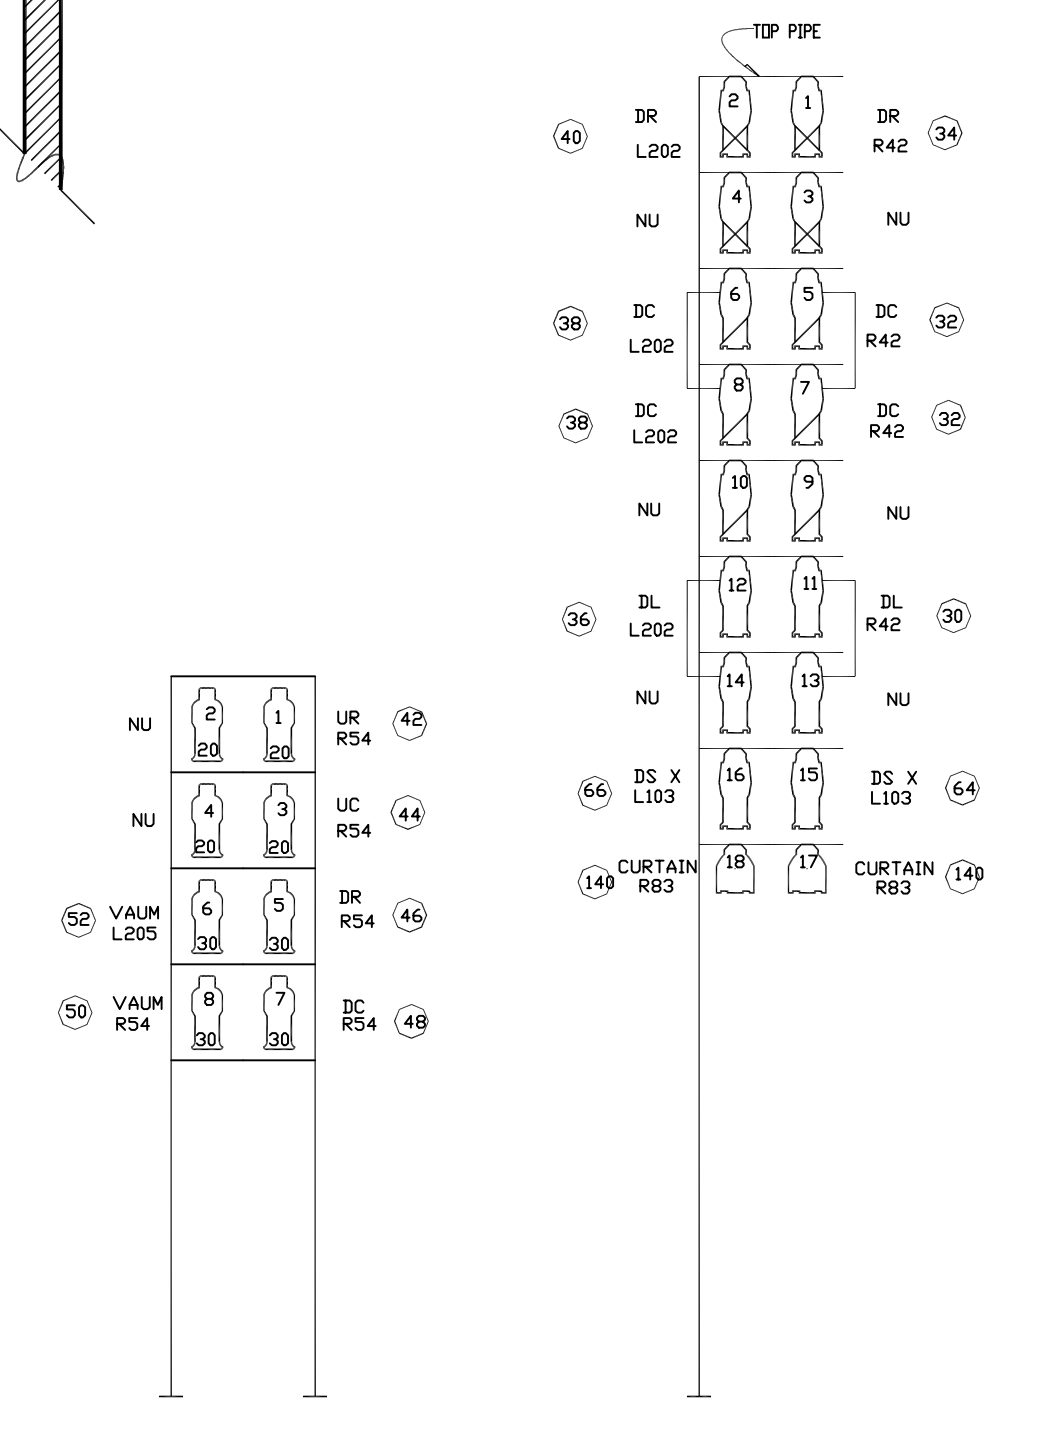 TOP PIPE
40 DR 2 1 DR 34
L202 R42
NU 4 3 NU
38 DC 6 5 DC 32
L202 R42
38 DC 8 7 DC 32
L202 R42
NU 10 9 NU
36 DL 12 11 DL 30
L202 R42
NU 14 13 NU
66 DS X 16 15 DS X 64
L103 L103
140 CURTAIN 18 17 CURTAIN 140
R83 R83
NU 2 1 UR 42
20 20 R54
NU 4 3 UC 44
20 20 R54
52 VAUM 6 5 DR 46
L205 30 30 R54
50 VAUM 8 7 DC 48
R54 30 30 R54